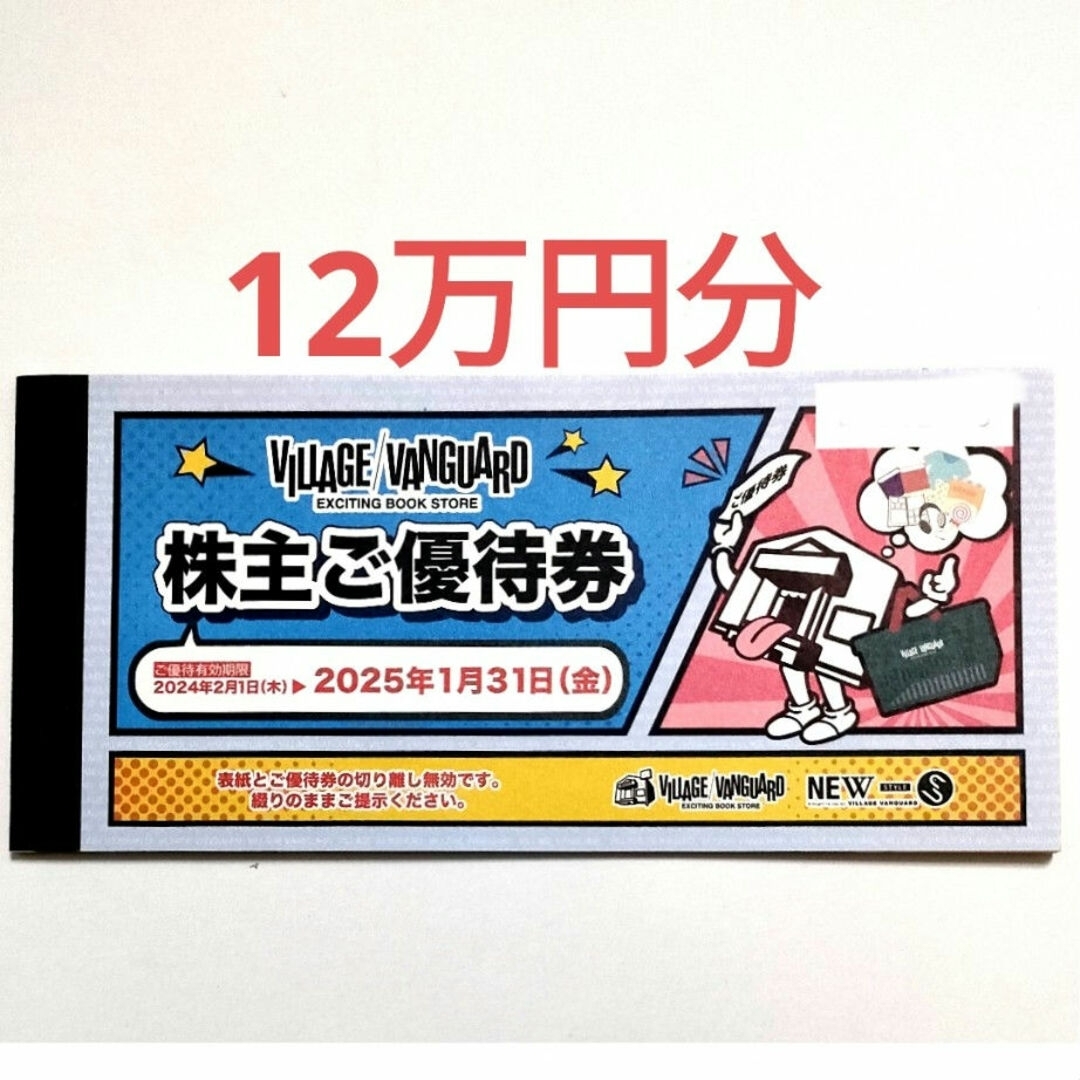 12万円分
VILLAGE/VANGUARD
EXCITING BOOK STORE
株主ご優待券
ご優待券
VILLAGE VANGUARD
ご優待有効期限
2024年2月1日(木)▶2025年1月31日(金)
表紙とご優待券の切り離し無効です。
綴りのままご提示ください。
VILLAGE/VANGUARD
EXCITING BOOK STORE
NEW STYLE
VILLAGE VANGUARD